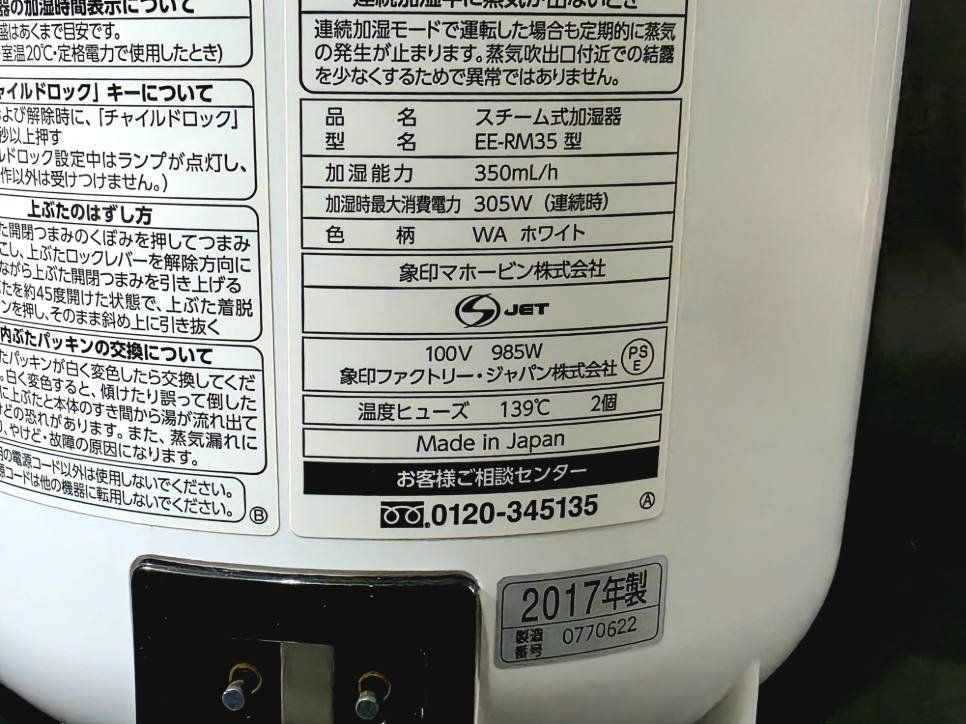 器の加湿時間表示について
盛はあくまで目安です。
室温20℃・定格電力で使用したとき)
チャイルドロック」キーについて
および解除時に、「チャイルドロック」
秒以上押す
ルドロック設定中はランプが点灯し、
作以外は受けつけません。)
上ぶたのはずし方
た開閉つまみのくぼみを押してつまみ
こし、上ぶたロックレバーを解除方向に
ながら上ぶた開閉つまみを引き上げる
たを約45度開けた状態で、上ぶた着脱
ンを押し、そのまま斜め上に引き抜く
内ぶたパッキンの交換について
たパッキンが白く変色したら交換してくだ
。白く変色すると、傾けたり誤って倒した
に上ぶたと本体のすき間から湯が流れ出て
けどの恐れがあります。また、蒸気漏れに
、やけど・故障の原因になります。
用の電源コード以外は使用しないでください。
源コードは他の機器に転用しないでください。
Ⓑ
連続加湿中に蒸気が出ないとき
連続加湿モードで運転した場合も定期的に蒸気
の発生が止まります。蒸気吹出口付近での結露
を少なくするためで異常ではありません。
品名 スチーム式加湿器
型名 EE-RM35 型
加湿能力 350mL/h
加湿時最大消費電力 305W (連続時)
色柄 WA ホワイト
象印マホービン株式会社
S JET
100V 985W
象印ファクトリー・ジャパン株式会社
PS
E
温度ヒューズ 139℃ 2個
Made in Japan
お客様ご相談センター
0120-345135
Ⓐ
2017年製
製造番号 0770622